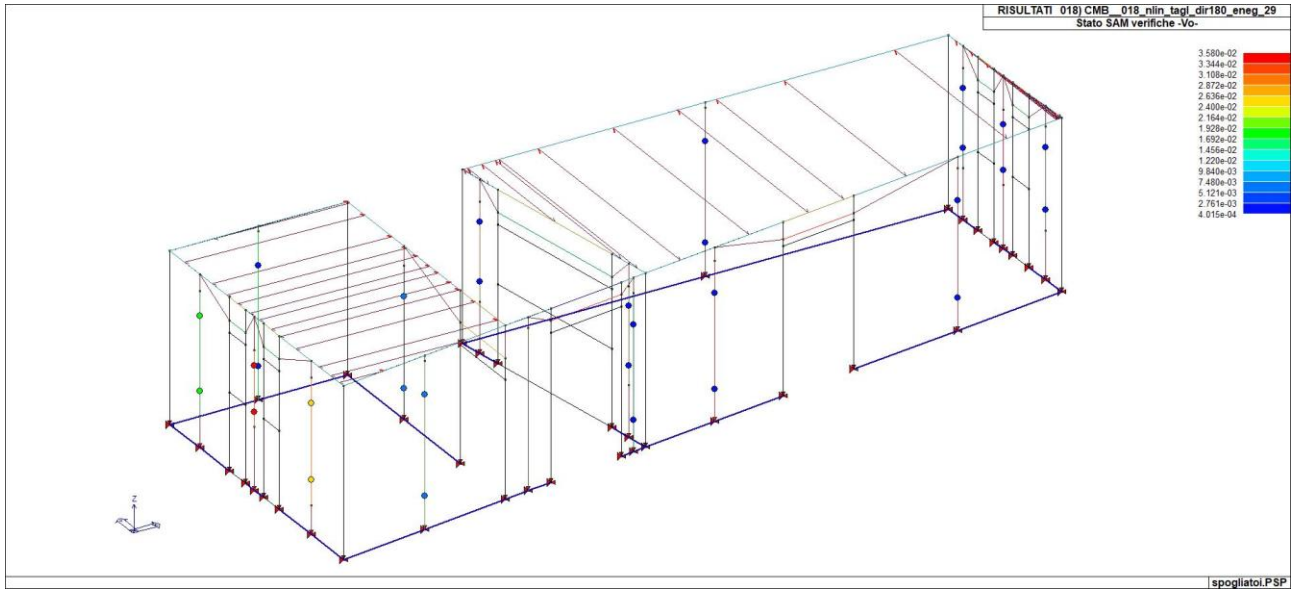 RISULTATI 018) CMB__018_nlin_tagl_dir180_eneg_29
Stato SAM verifiche -Vo-
3.580e-02
3.344e-02
3.108e-02
2.872e-02
2.636e-02
2.400e-02
2.164e-02
1.928e-02
1.692e-02
1.456e-02
1.220e-02
9.840e-03
7.480e-03
5.121e-03
2.761e-03
4.015e-04
Z
spogliatoi.PSP